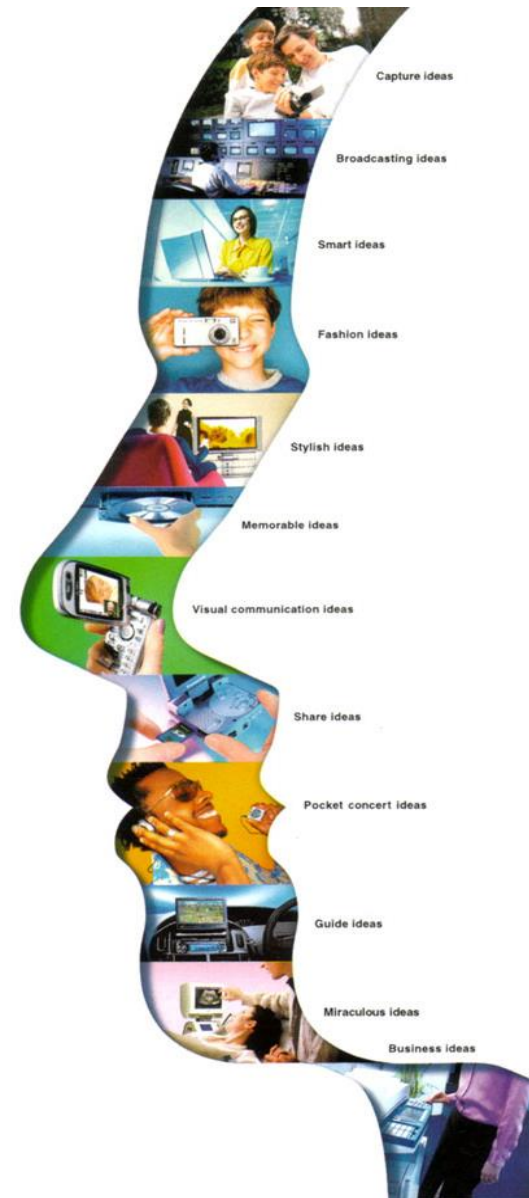 Capture ideas
Broadcasting ideas
Smart ideas
Fashion ideas
Stylish ideas
Memorable ideas
Visual communication ideas
Share ideas
Pocket concert ideas
Guide ideas
Miraculous ideas
Business ideas